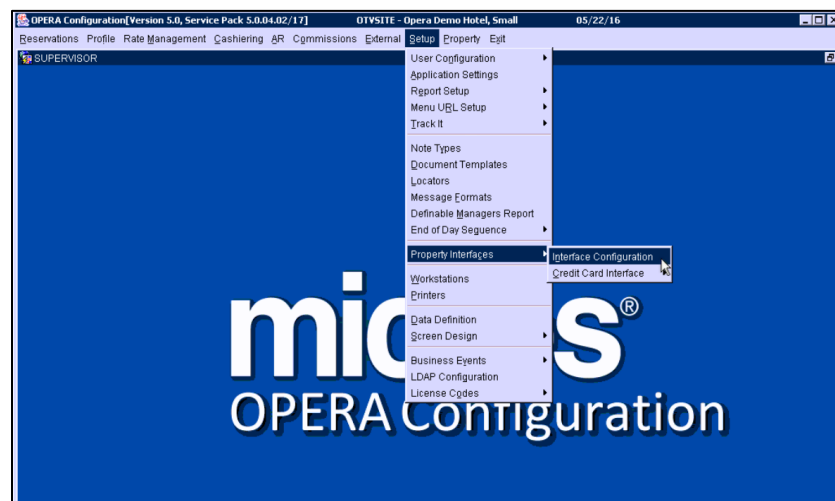 OPERA Configuration[Version 5.0, Service Pack 5.0.04.02/17] OTVSITE - Opera Demo Hotel, Small 05/22/16
Reservations Profile Rate Management Cashiering AR Commissions External Setup Property Exit
SUPERVISOR
User Configuration
Application Settings
Report Setup
Menu URL Setup
Track It
Note Types
Document Templates
Locators
Message Formats
Definable Managers Report
End of Day Sequence
Property Interfaces
Interface Configuration
Credit Card Interface
Workstations
Printers
Data Definition
Screen Design
Business Events
LDAP Configuration
License Codes
®
OPERA Configuration